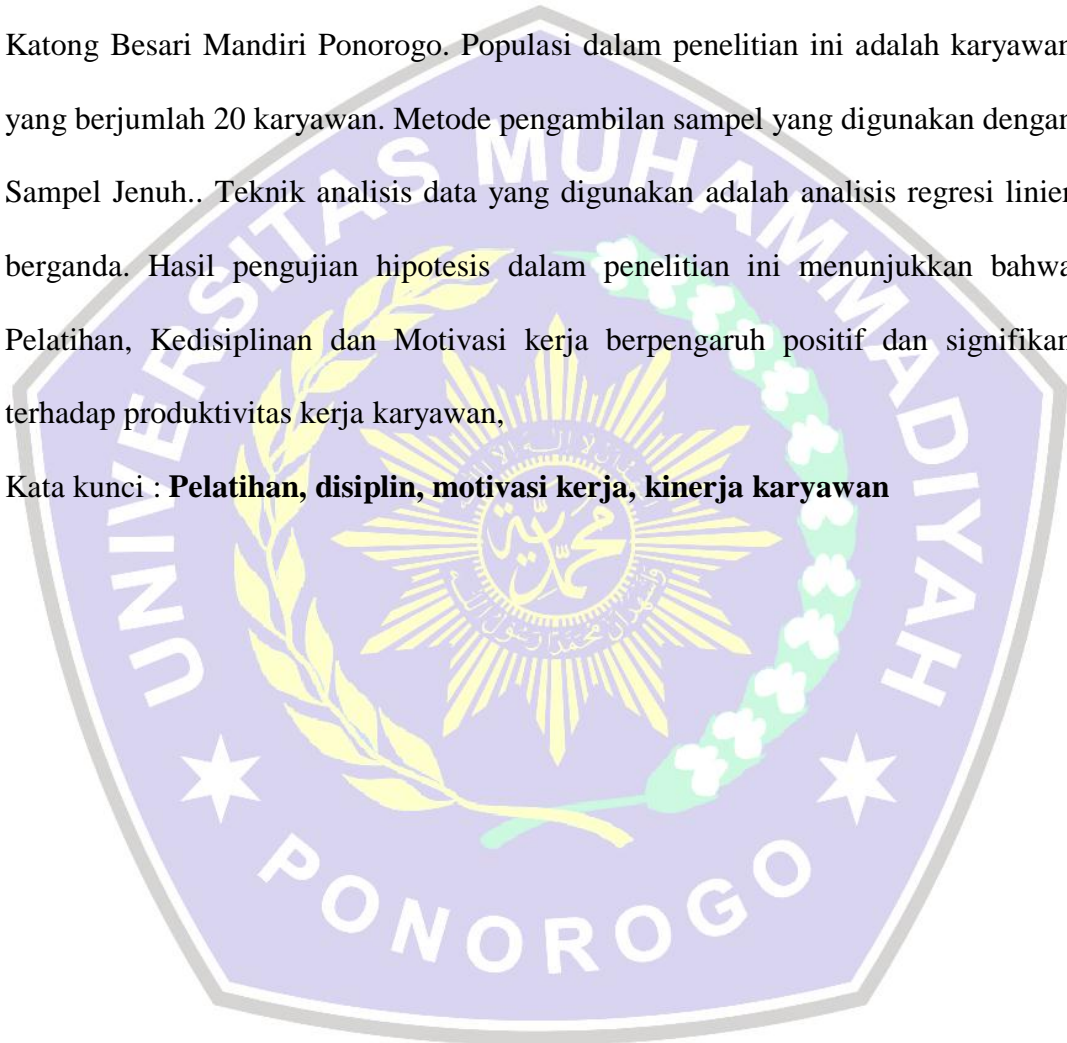 Katong Besari Mandiri Ponorogo. Populasi dalam penelitian ini adalah karyawan
yang berjumlah 20 karyawan. Metode pengambilan sampel yang digunakan dengan
Sampel Jenuh.. Teknik analisis data yang digunakan adalah analisis regresi linier
berganda. Hasil pengujian hipotesis dalam penelitian ini menunjukkan bahwa
Pelatihan, Kedisiplinan dan Motivasi kerja berpengaruh positif dan signifikan
terhadap produktivitas kerja karyawan,
Kata kunci : Pelatihan, disiplin, motivasi kerja, kinerja karyawan
UNIVERSITAS MUHAMMADIYAH
PONOROGO
محمدية